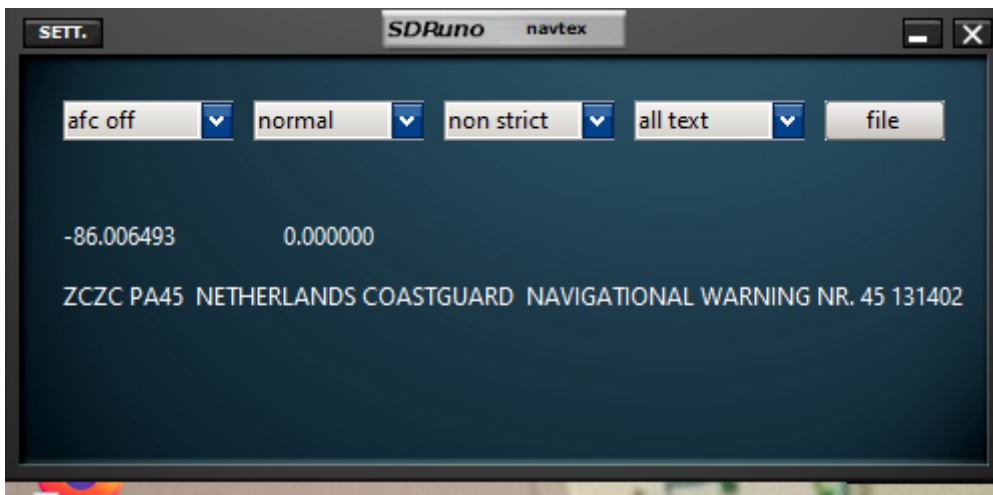 SETT. SDRuno navtex
afc off normal non strict all text file
-86.006493 0.000000
ZCZC PA45 NETHERLANDS COASTGUARD NAVIGATIONAL WARNING NR. 45 131402